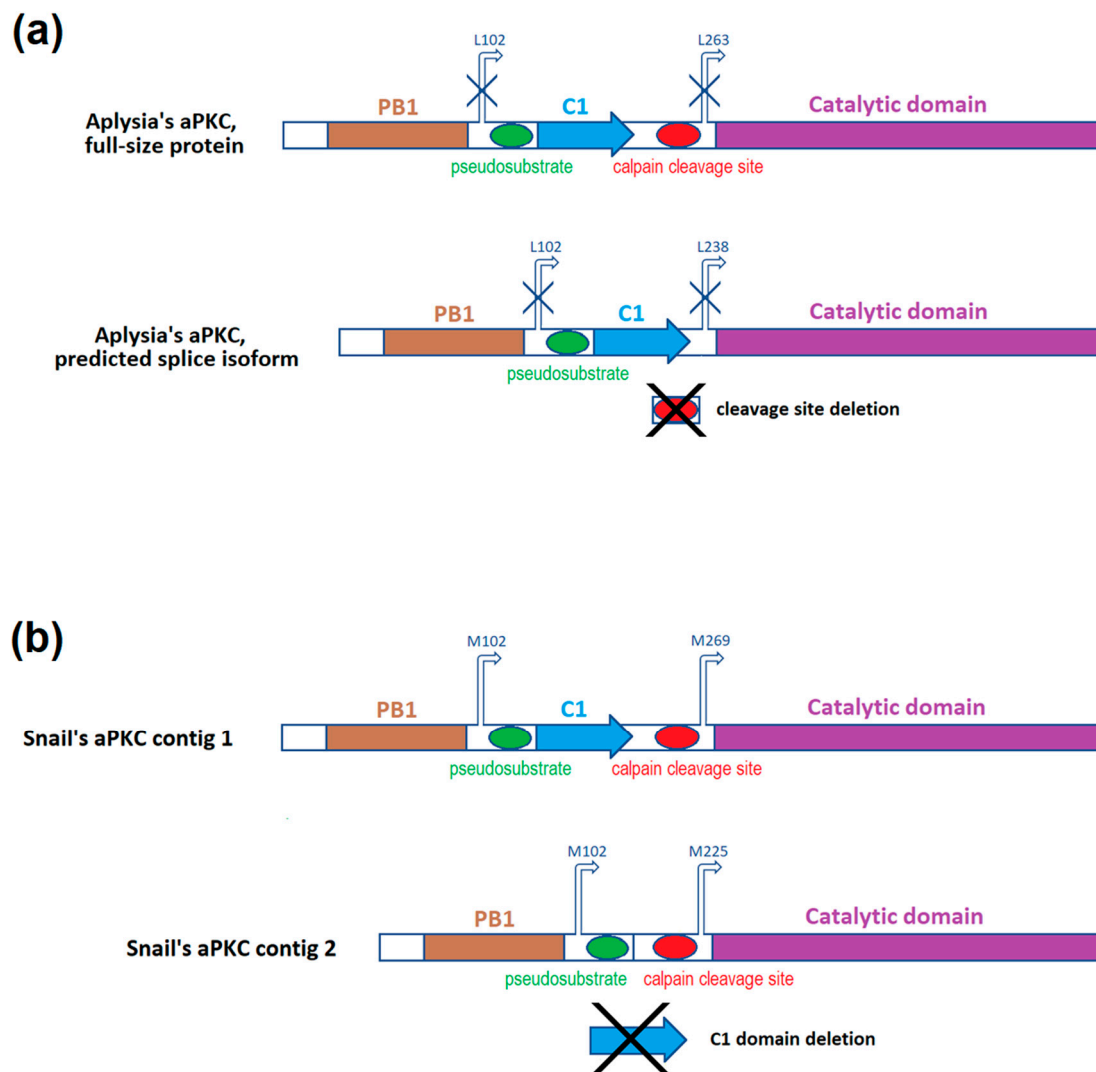 (a)
L102
L263
PB1
C1
Catalytic domain
Aplysia's aPKC,
full-size protein
pseudosubstrate
calpain cleavage site
L102
L238
PB1
C1
Catalytic domain
Aplysia's aPKC,
predicted splice isoform
pseudosubstrate
cleavage site deletion
(b)
M102
M269
PB1
C1
Catalytic domain
Snail's aPKC contig 1
pseudosubstrate
calpain cleavage site
M102
M225
PB1
Catalytic domain
Snail's aPKC contig 2
pseudosubstrate
calpain cleavage site
C1 domain deletion